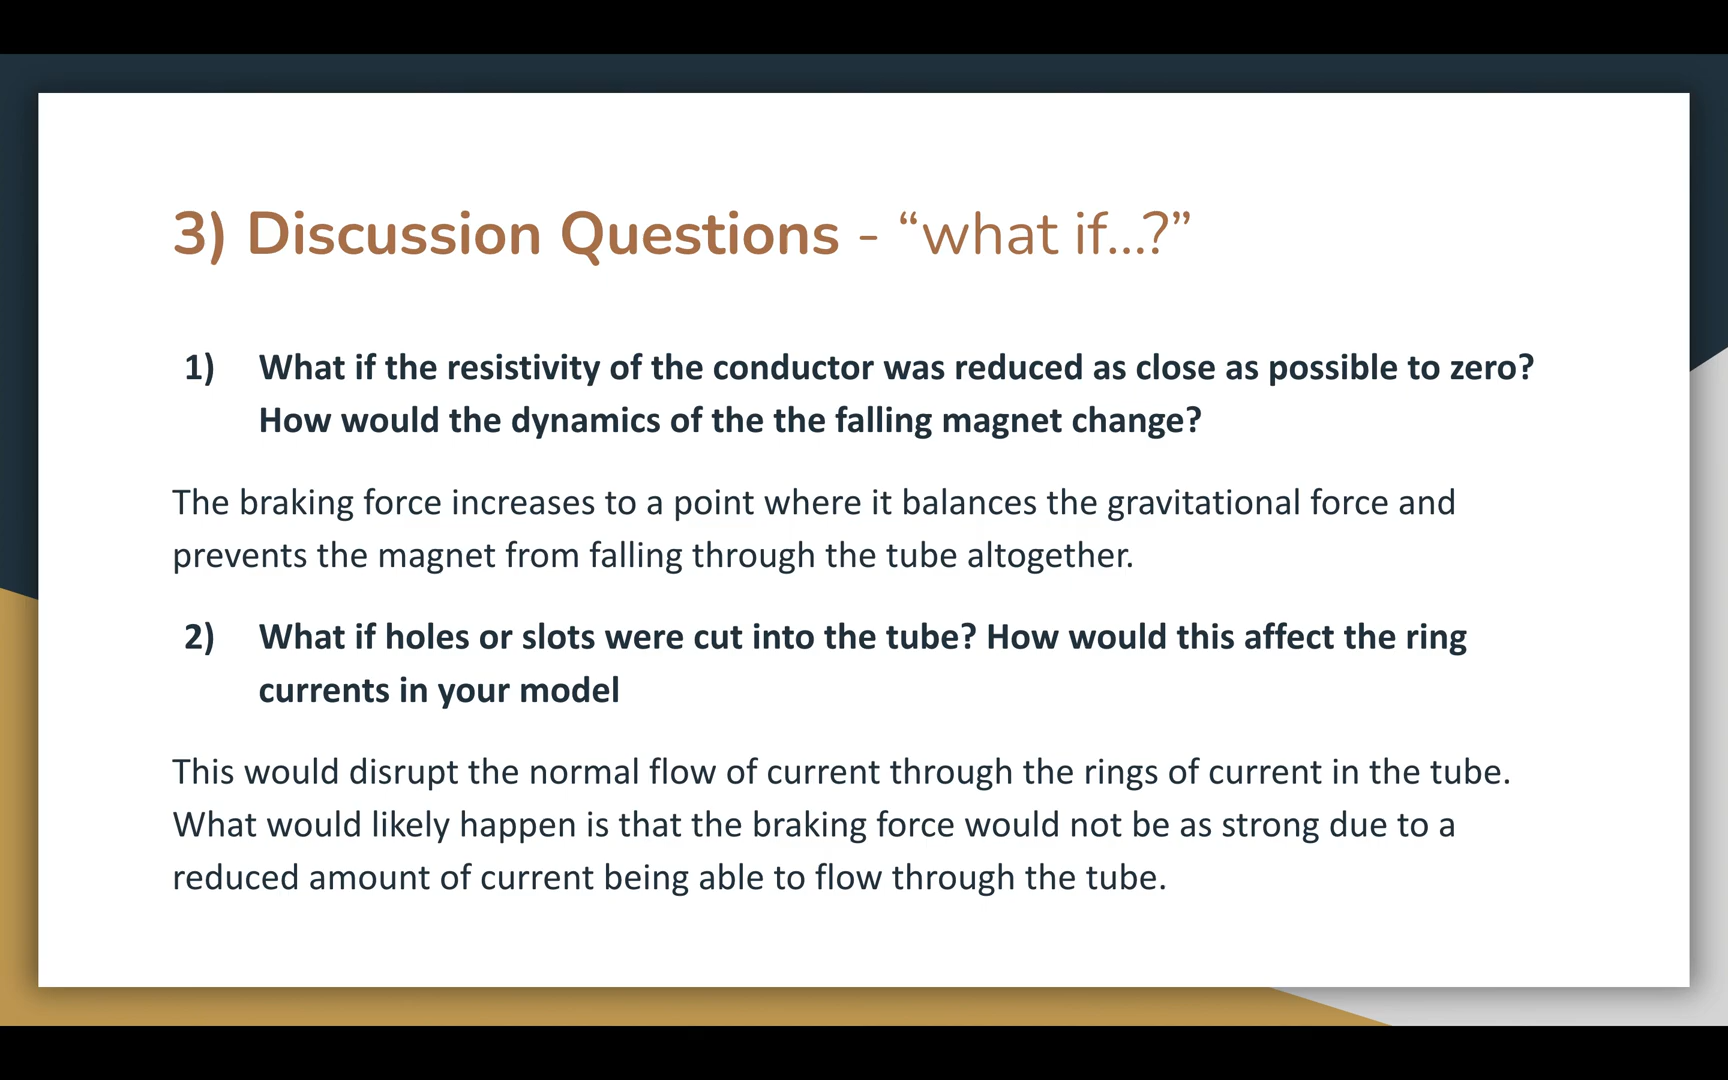 3) Discussion Questions - “what if...?”
1) What if the resistivity of the conductor was reduced as close as possible to zero?
How would the dynamics of the the falling magnet change?
The braking force increases to a point where it balances the gravitational force and
prevents the magnet from falling through the tube altogether.
2) What if holes or slots were cut into the tube? How would this affect the ring
currents in your model
This would disrupt the normal flow of current through the rings of current in the tube.
What would likely happen is that the braking force would not be as strong due to a
reduced amount of current being able to flow through the tube.